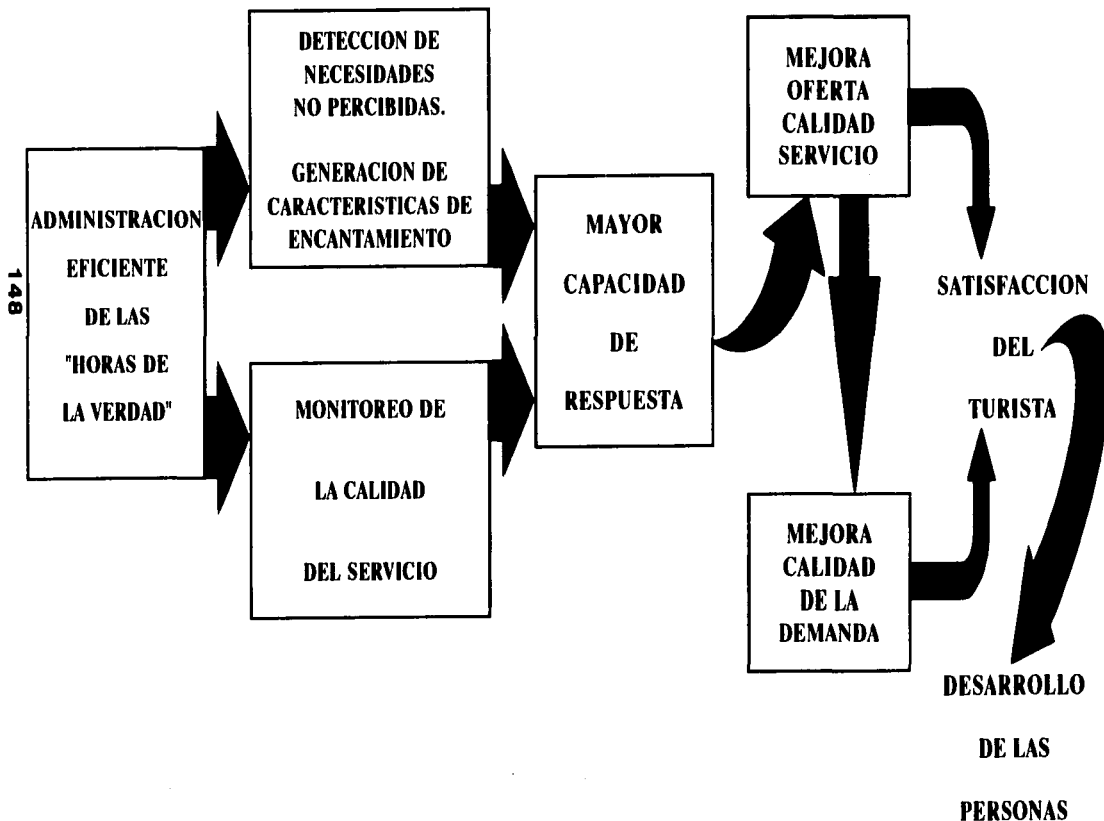 148
ADMINISTRACION
EFICIENTE
DE LAS
"HORAS DE
LA VERDAD"
DETECCION DE
NECESIDADES
NO PERCIBIDAS.
GENERACION DE
CARACTERISTICAS DE
ENCANTAMIENTO
MONITOREO DE
LA CALIDAD
DEL SERVICIO
MAYOR
CAPACIDAD
DE
RESPUESTA
MEJORA
OFERTA
CALIDAD
SERVICIO
MEJORA
CALIDAD
DE LA
DEMANDA
SATISFACCION
DEL
TURISTA
DESARROLLO
DE LAS
PERSONAS